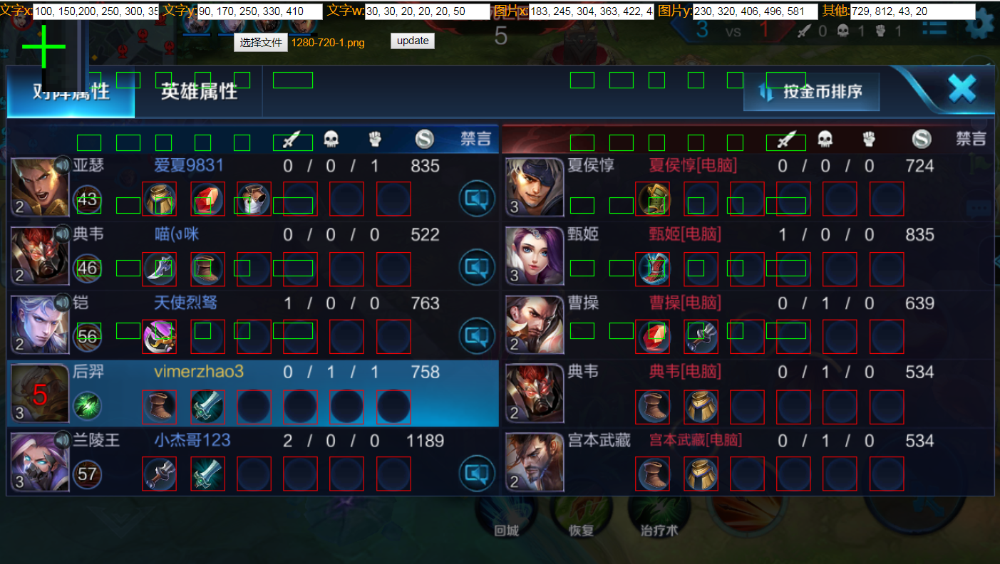 文字x: 100, 150,200, 250, 300, 35 文字y: 90, 170, 250, 330, 410 文字w: 30, 30, 20, 20, 20, 50 图片x: 183, 245, 304, 363, 422, 4 图片y: 230, 320, 406, 496, 581 其他: 729, 812, 43, 20
5 3 vs 1 0 1 1
选择文件 1280-720-1.png update
对阵属性 英雄属性 按金币排序
禁言 禁言
亚瑟 爱夏9831 0 / 0 / 1 835 夏侯惇 夏侯惇[电脑] 0 / 0 / 0 724
2 43 3
典韦 喵(ง咪 0 / 0 / 0 522 甄姬 甄姬[电脑] 1 / 0 / 0 835
2 46 3
铠 天使烈弩 1 / 0 / 0 763 曹操 曹操[电脑] 0 / 1 / 0 639
2 56 2
后羿 vimerzhao3 0 / 1 / 1 758 典韦 典韦[电脑] 0 / 1 / 0 534
5
3 2
兰陵王 小杰哥123 2 / 0 / 0 1189 宫本武藏 宫本武藏[电脑] 0 / 1 / 0 534
3 57 2
回城 恢复 治疗术